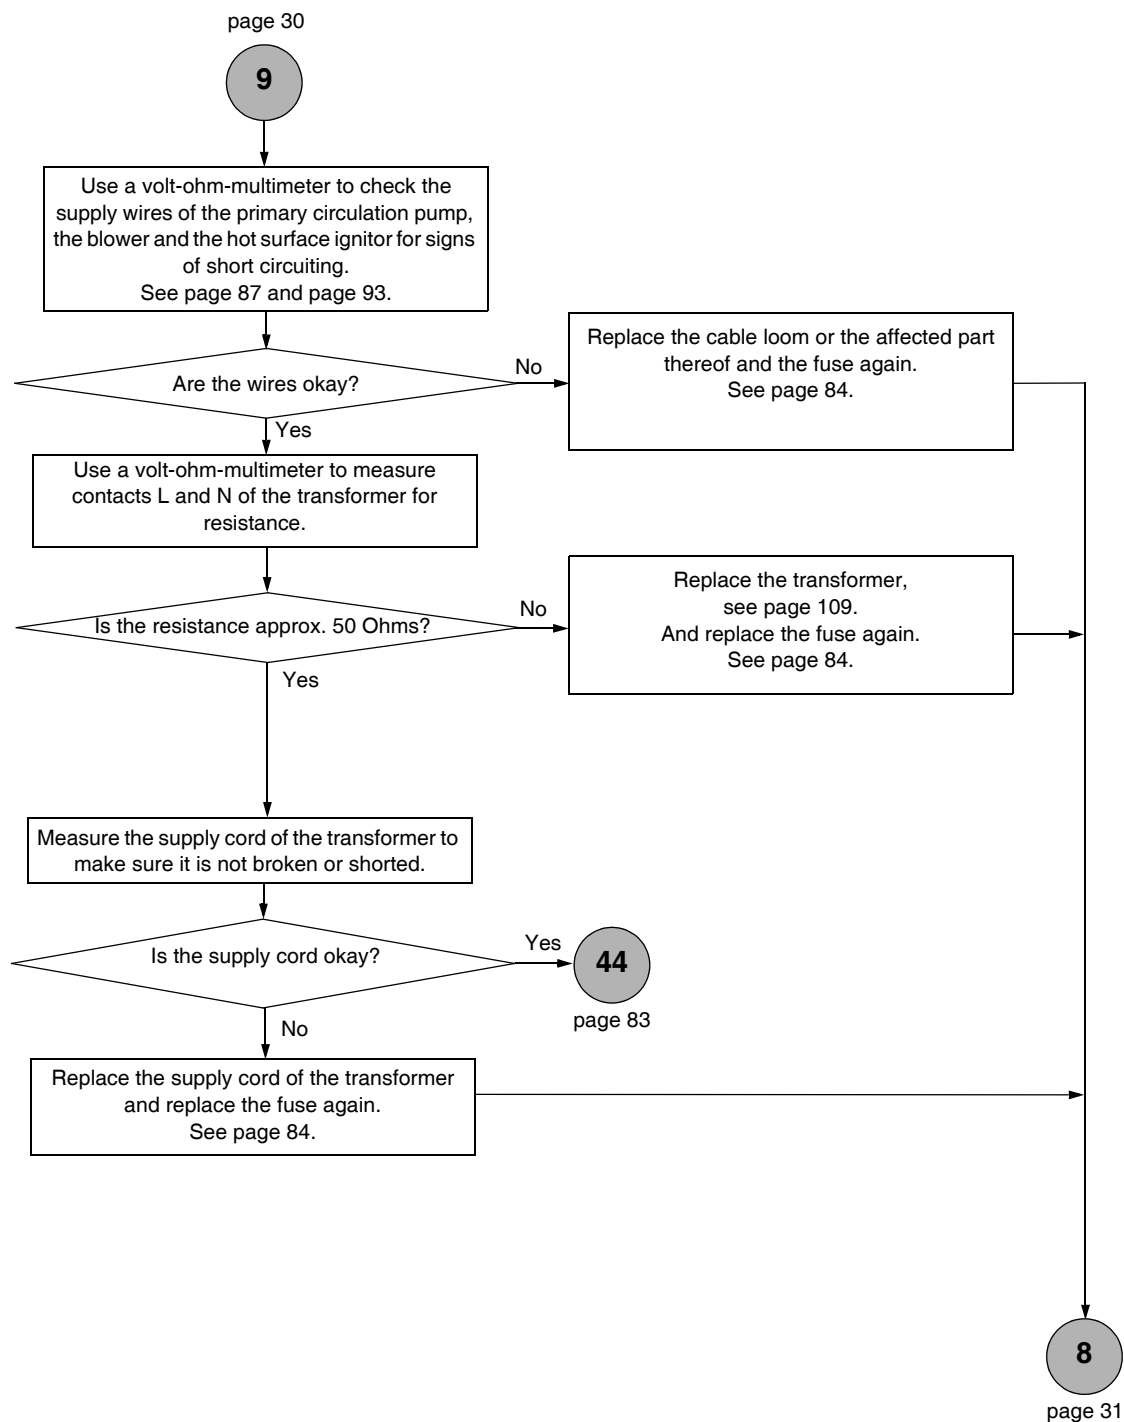 page 30
9
Use a volt-ohm-multimeter to check the
supply wires of the primary circulation pump,
the blower and the hot surface ignitor for signs
of short circuiting.
See page 87 and page 93.
Are the wires okay?
No
Replace the cable loom or the affected part
thereof and the fuse again.
See page 84.
Yes
Use a volt-ohm-multimeter to measure
contacts L and N of the transformer for
resistance.
Is the resistance approx. 50 Ohms?
No
Replace the transformer,
see page 109.
And replace the fuse again.
See page 84.
Yes
Measure the supply cord of the transformer to
make sure it is not broken or shorted.
Is the supply cord okay?
Yes
44
page 83
No
Replace the supply cord of the transformer
and replace the fuse again.
See page 84.
8
page 31